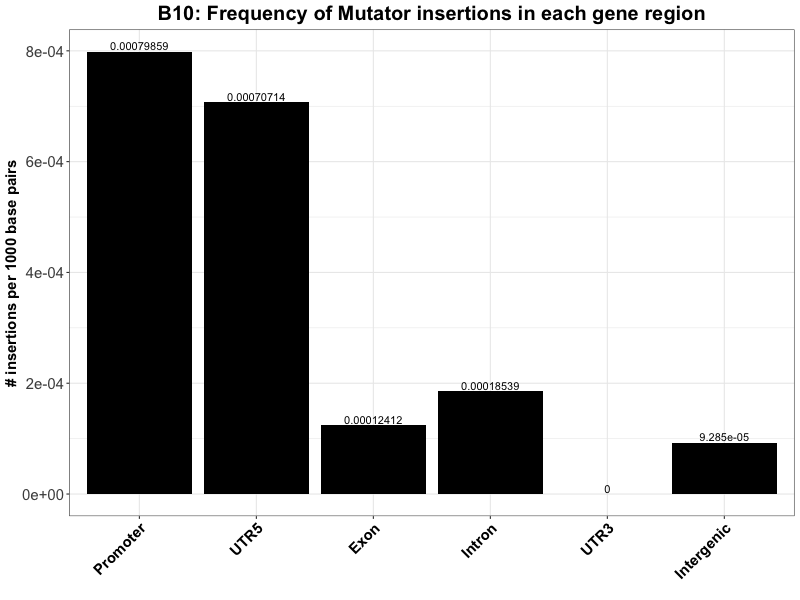 B10: Frequency of Mutator insertions in each gene region
# insertions per 1000 base pairs
8e-04
6e-04
4e-04
2e-04
0e+00
0.00079859
0.00070714
0.00012412
0.00018539
0
9.285e-05
Promoter
UTR5
Exon
Intron
UTR3
Intergenic